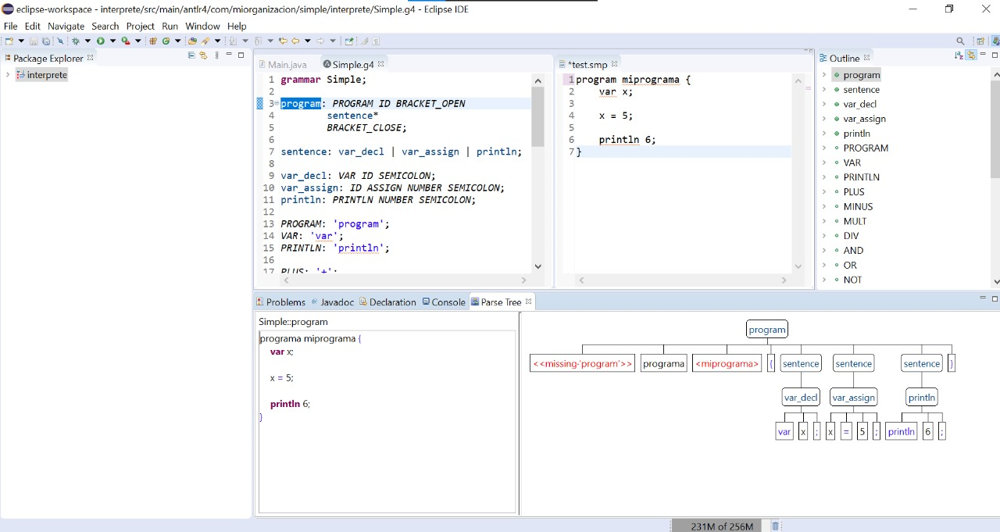 eclipse-workspace - interprete/src/main/antlr4/com/miorganizacion/simple/interprete/Simple.g4 - Eclipse IDE
File Edit Navigate Search Project Run Window Help
Package Explorer
interprete
Main.java Simple.g4
1 grammar Simple;
2
3 program: PROGRAM ID BRACKET_OPEN
4 sentence*
5 BRACKET_CLOSE;
6
7 sentence: var_decl | var_assign | println;
8
9 var_decl: VAR ID SEMICOLON;
10 var_assign: ID ASSIGN NUMBER SEMICOLON;
11 println: PRINTLN NUMBER SEMICOLON;
12
13 PROGRAM: 'program';
14 VAR: 'var';
15 PRINTLN: 'println';
16
17 PLUS: '+';
*test.smp
1 program miprograma {
2 var x;
3
4 x = 5;
5
6 println 6;
7 }
Outline
program
sentence
var_decl
var_assign
println
PROGRAM
VAR
PRINTLN
PLUS
MINUS
MULT
DIV
AND
OR
NOT
Problems Javadoc Declaration Console Parse Tree
Simple::program
programa miprograma {
var x;
x = 5;
println 6;
}
program
<<missing-'program'>> programa <miprograma> { sentence sentence sentence }
var_decl var_assign println
var x ; x = 5 ; println 6 ;
231M of 256M